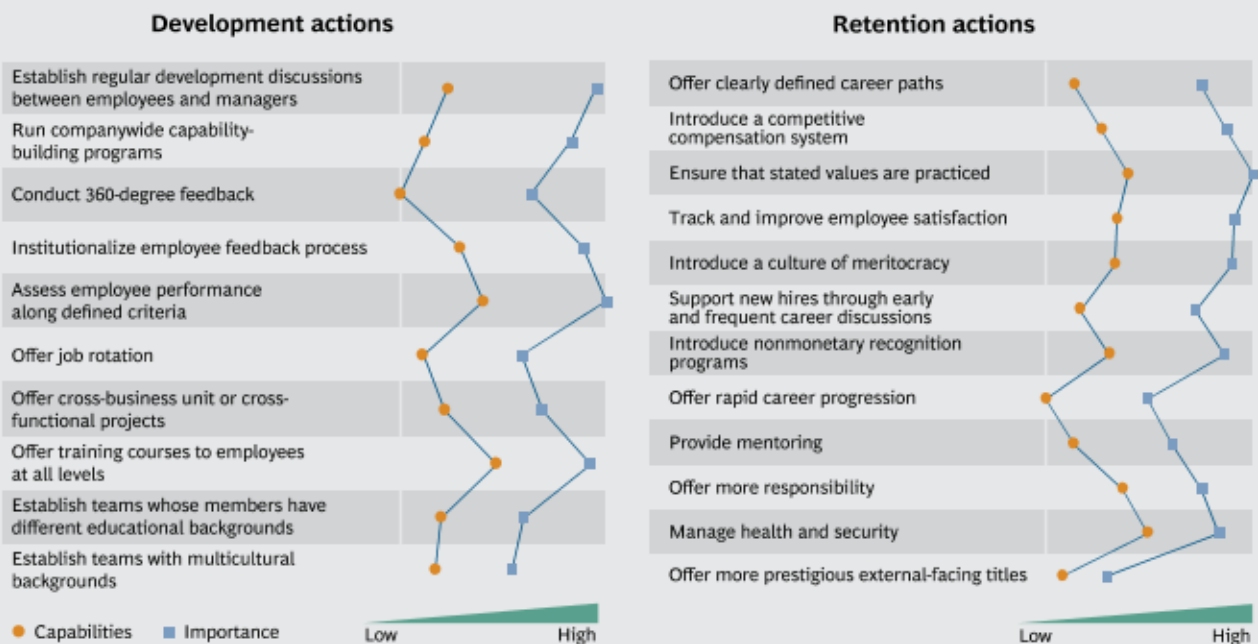 Development actions
Establish regular development discussions
between employees and managers
Run companywide capability-
building programs
Conduct 360-degree feedback
Institutionalize employee feedback process
Assess employee performance
along defined criteria
Offer job rotation
Offer cross-business unit or cross-
functional projects
Offer training courses to employees
at all levels
Establish teams whose members have
different educational backgrounds
Establish teams with multicultural
backgrounds
Low
High
Capabilities
Importance
Retention actions
Offer clearly defined career paths
Introduce a competitive
compensation system
Ensure that stated values are practiced
Track and improve employee satisfaction
Introduce a culture of meritocracy
Support new hires through early
and frequent career discussions
Introduce nonmonetary recognition
programs
Offer rapid career progression
Provide mentoring
Offer more responsibility
Manage health and security
Offer more prestigious external-facing titles
Low
High